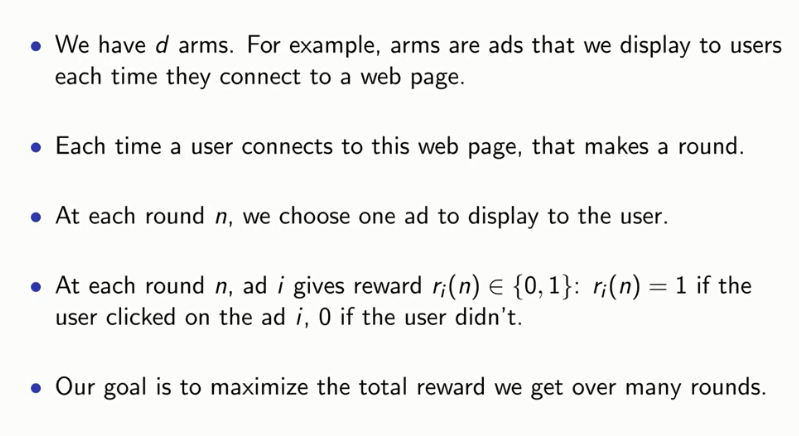 • We have d arms. For example, arms are ads that we display to users
each time they connect to a web page.
• Each time a user connects to this web page, that makes a round.
• At each round n, we choose one ad to display to the user.
• At each round n, ad i gives reward rᵢ(n) ∈ {0, 1}: rᵢ(n) = 1 if the
user clicked on the ad i, 0 if the user didn't.
• Our goal is to maximize the total reward we get over many rounds.